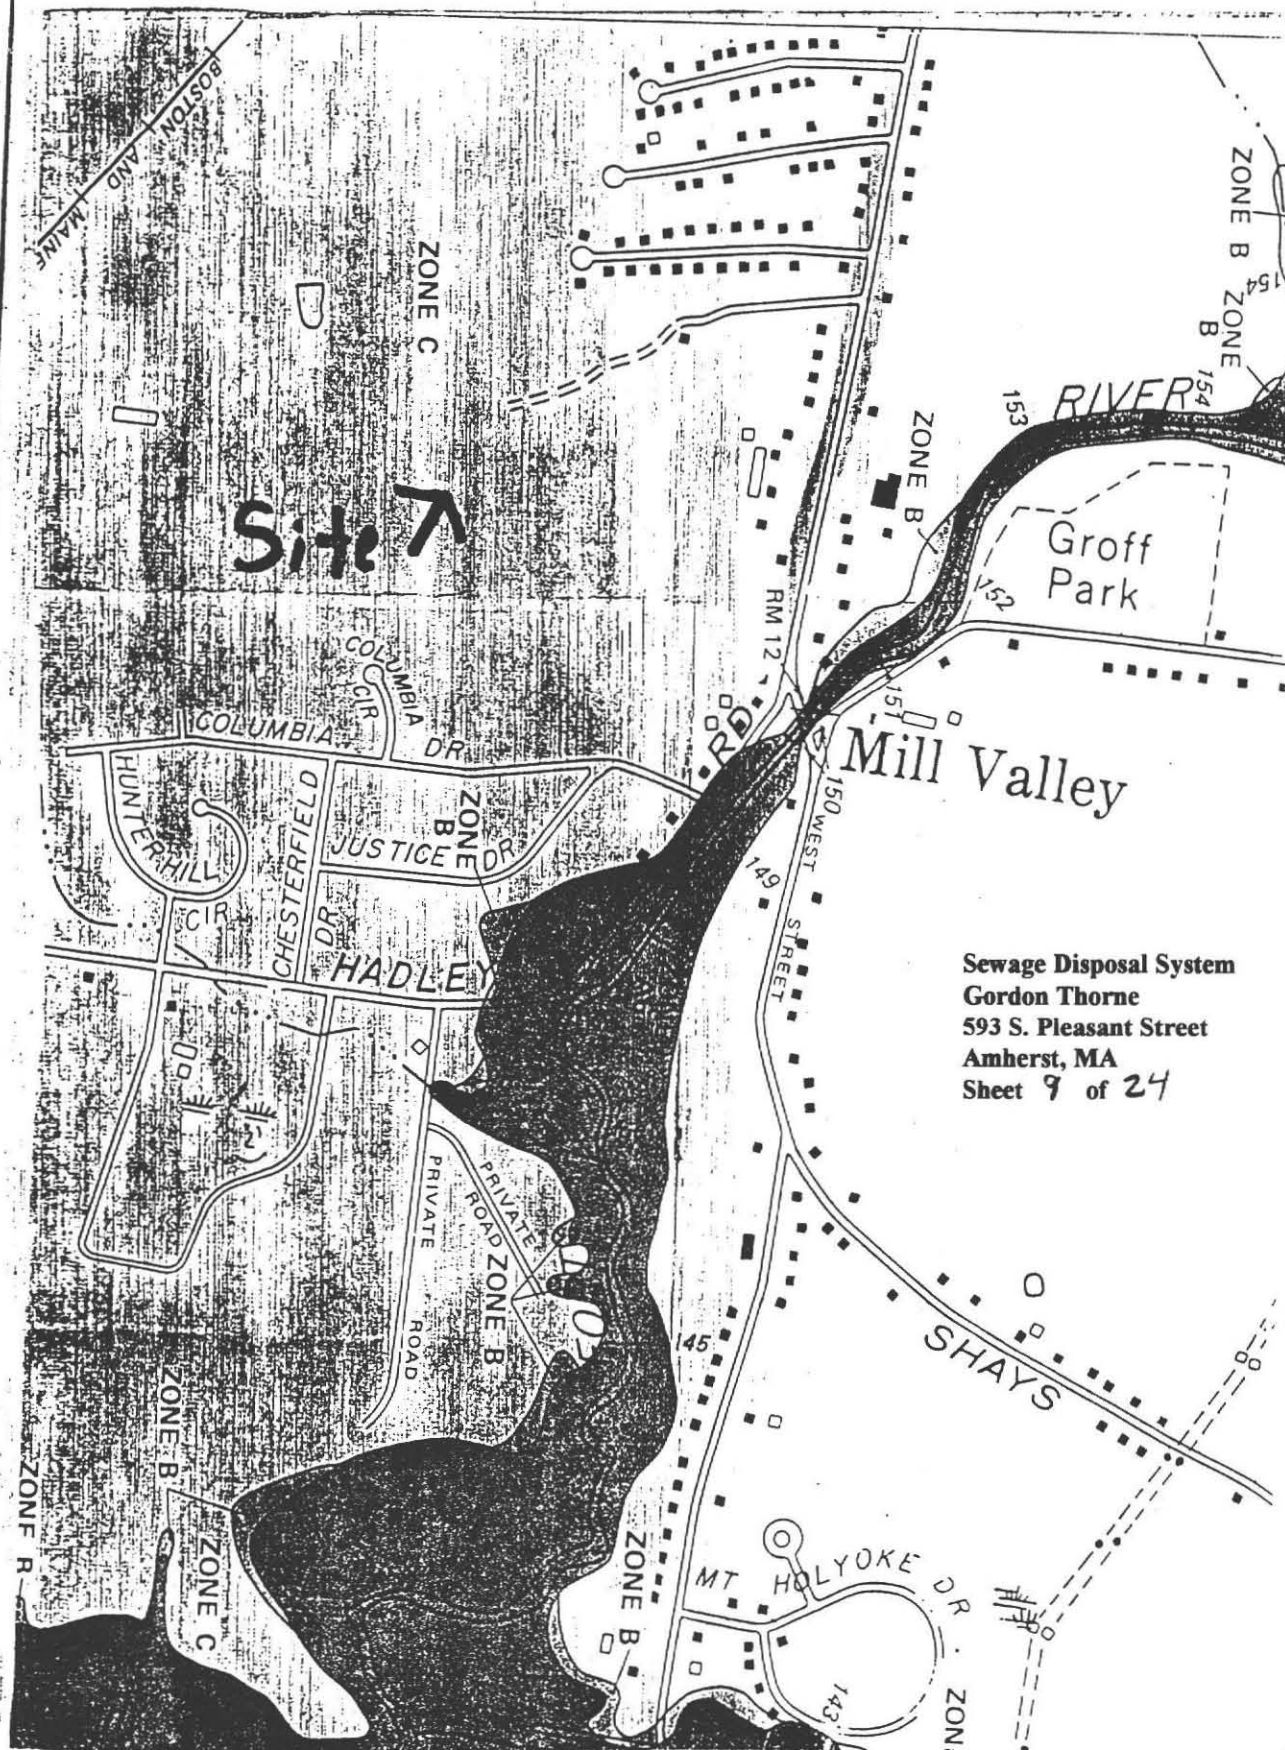 BOSTON AND MAINE
ZONE C
ZONE B
154
ZONE B
154
RIVER
153
ZONE B
Groff
Park
Site
152
RM 12
COLUMBIA CIR
151
COLUMBIA DR
RD
Mill Valley
150
WEST STREET
149
HUNTER HILL CIR
CHESTERFIELD DR
JUSTICE DR
ZONE B
HADLEY
Sewage Disposal System
Gordon Thorne
593 S. Pleasant Street
Amherst, MA
Sheet 9 of 24
PRIVATE ROAD
PRIVATE ROAD
ZONE B
145
SHAYS
ZONE B
ZONE C
ZONE B
MT HOLYOKE DR
143